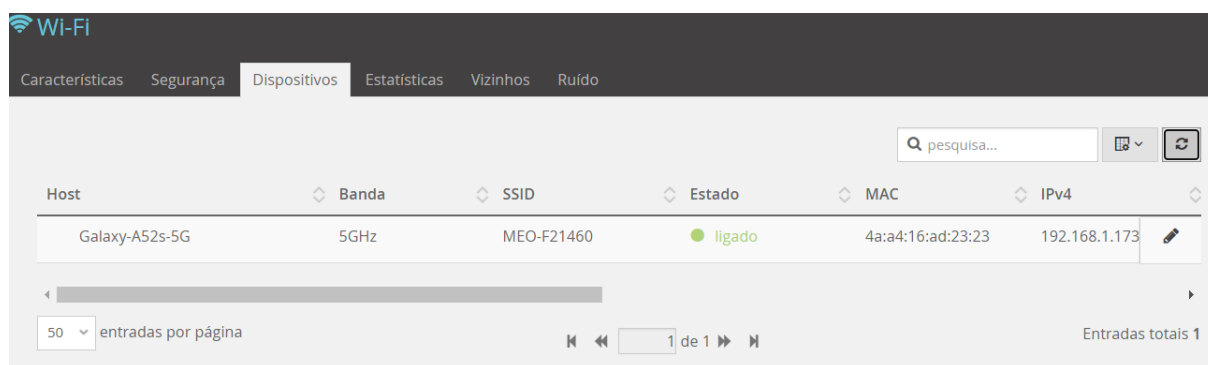 Wi-Fi
Características Segurança Dispositivos Estatísticas Vizinhos Ruído
pesquisa...
Host Banda SSID Estado MAC IPv4
Galaxy-A52s-5G 5GHz MEO-F21460 ligado 4a:a4:16:ad:23:23 192.168.1.173
50 entradas por página 1 de 1 Entradas totais 1